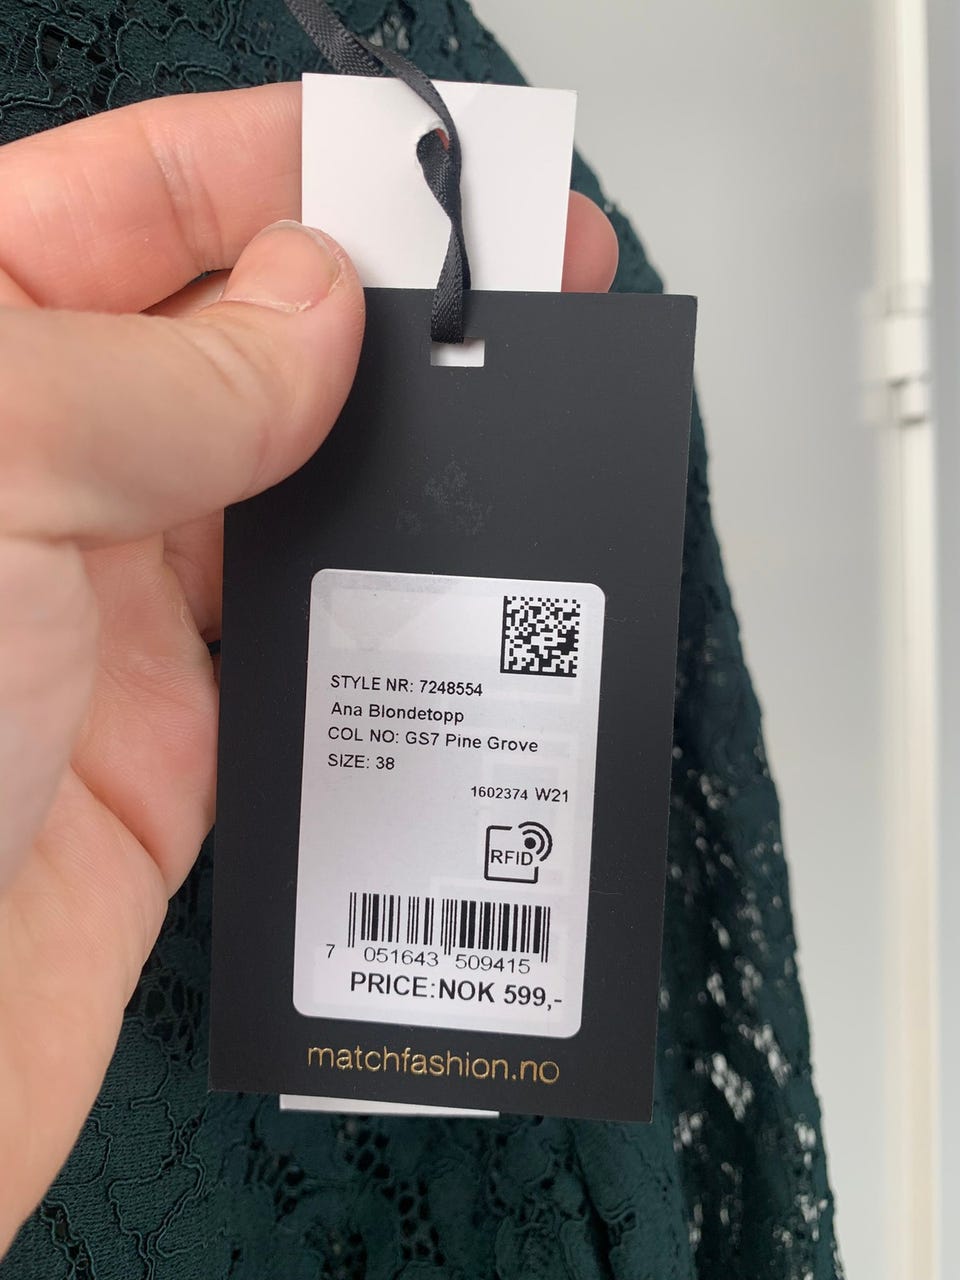 STYLE NR: 7248554
Ana Blondetopp
COL NO: GS7 Pine Grove
SIZE: 38
1602374 W21
RFID
7 051643 509415
PRICE:NOK 599,-
matchfashion.no